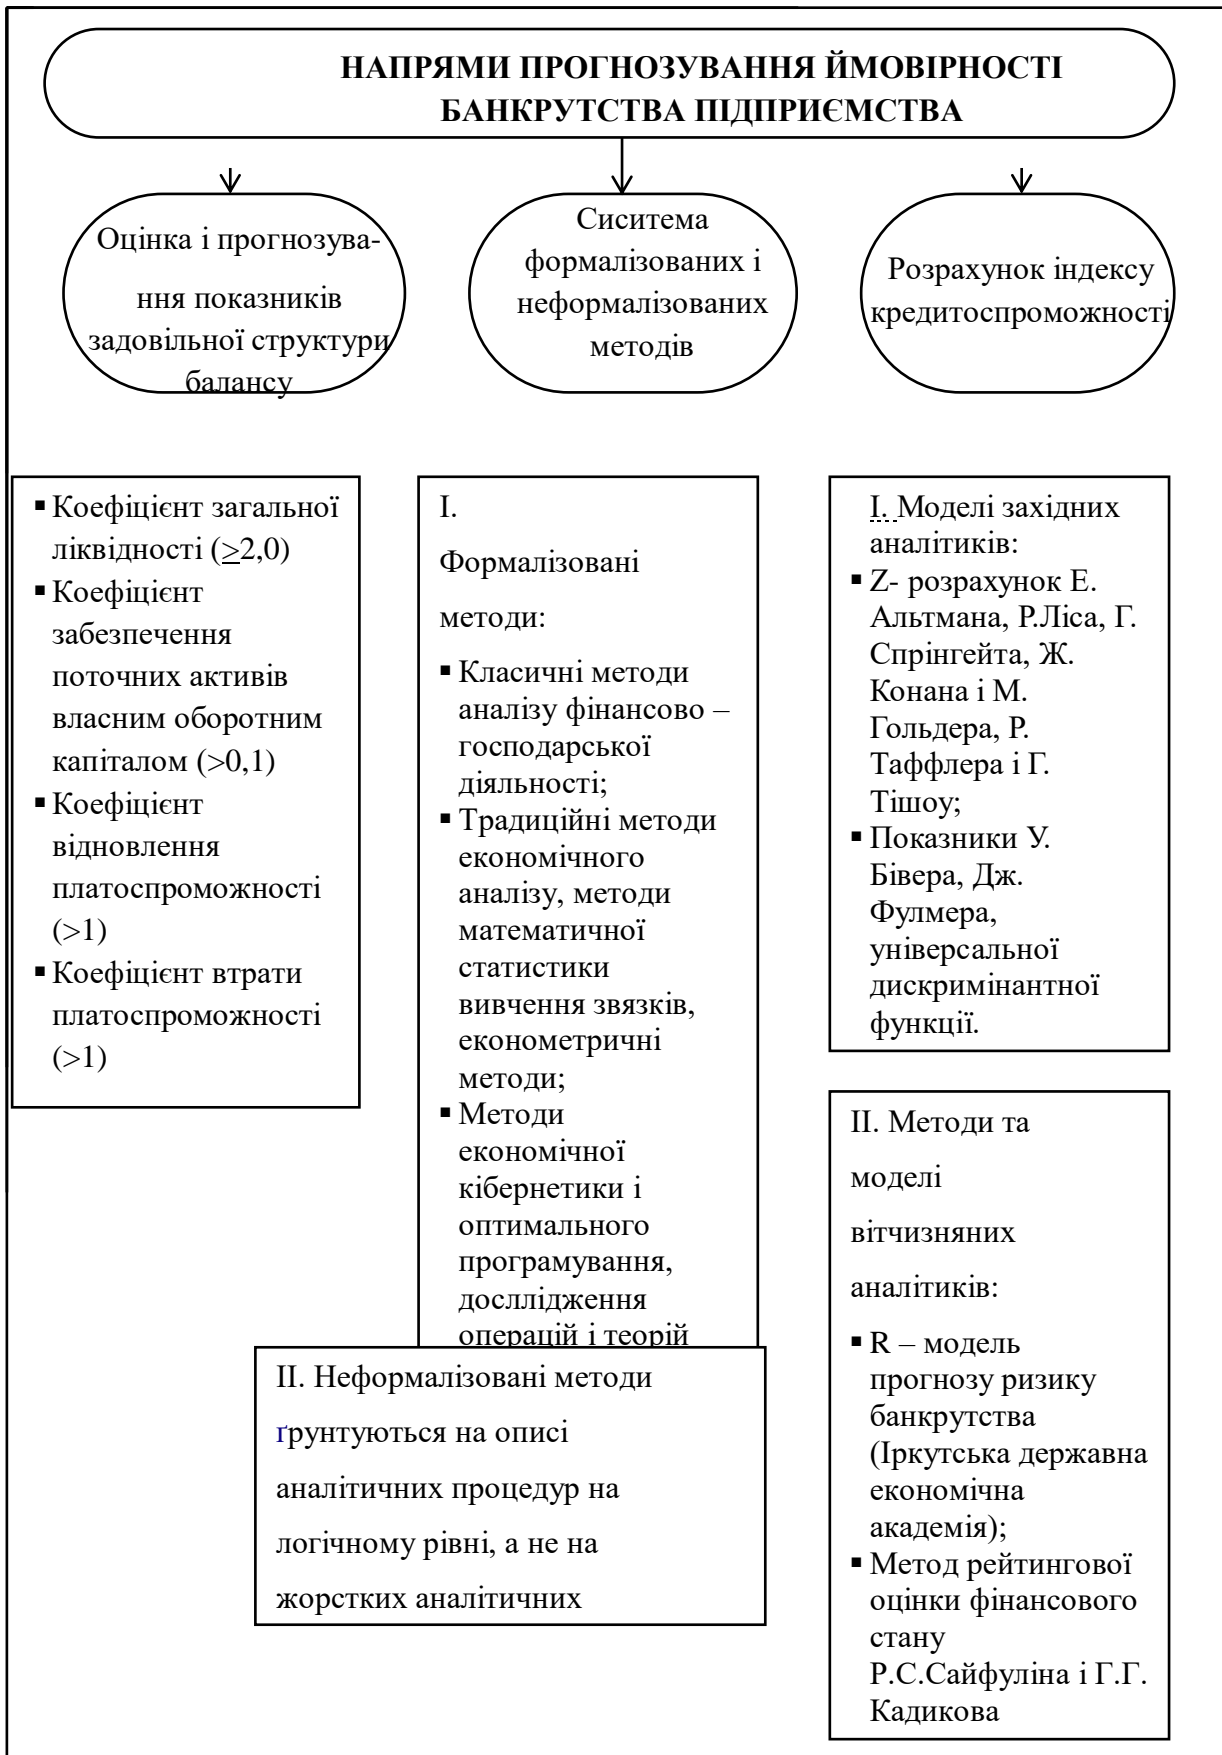 НАПРЯМИ ПРОГНОЗУВАННЯ ЙМОВІРНОСТІ
БАНКРУТСТВА ПІДПРИЄМСТВА
Оцінка і прогнозува-
ння показників
задовільної структури
балансу
Сиситема
формалізованих і
неформалізованих
методів
Розрахунок індексу
кредитоспроможності
▪ Коефіцієнт загальної
ліквідності (≥2,0)
▪ Коефіцієнт
забезпечення
поточних активів
власним оборотним
капіталом (>0,1)
▪ Коефіцієнт
відновлення
платоспроможності
(>1)
▪ Коефіцієнт втрати
платоспроможності
(>1)
I.
Формалізовані
методи:
▪ Класичні методи
аналізу фінансово –
господарської
діяльності;
▪ Традиційні методи
економічного
аналізу, методи
математичної
статистики
вивчення звязків,
економетричні
методи;
▪ Методи
економічної
кібернетики і
оптимального
програмування,
досллідження
операцій і теорій
II. Неформалізовані методи
ґрунтуються на описі
аналітичних процедур на
логічному рівні, а не на
жорстких аналітичних
I. Моделі західних
аналітиків:
▪ Z- розрахунок Е.
Альтмана, Р.Ліса, Г.
Спрінгейта, Ж.
Конана і М.
Гольдера, Р.
Таффлера і Г.
Тішоу;
▪ Показники У.
Бівера, Дж.
Фулмера,
універсальної
дискримінантної
функції.
II. Методи та
моделі
вітчизняних
аналітиків:
▪ R – модель
прогнозу ризику
банкрутства
(Іркутська державна
економічна
академія);
▪ Метод рейтингової
оцінки фінансового
стану
Р.С.Сайфуліна і Г.Г.
Кадикова